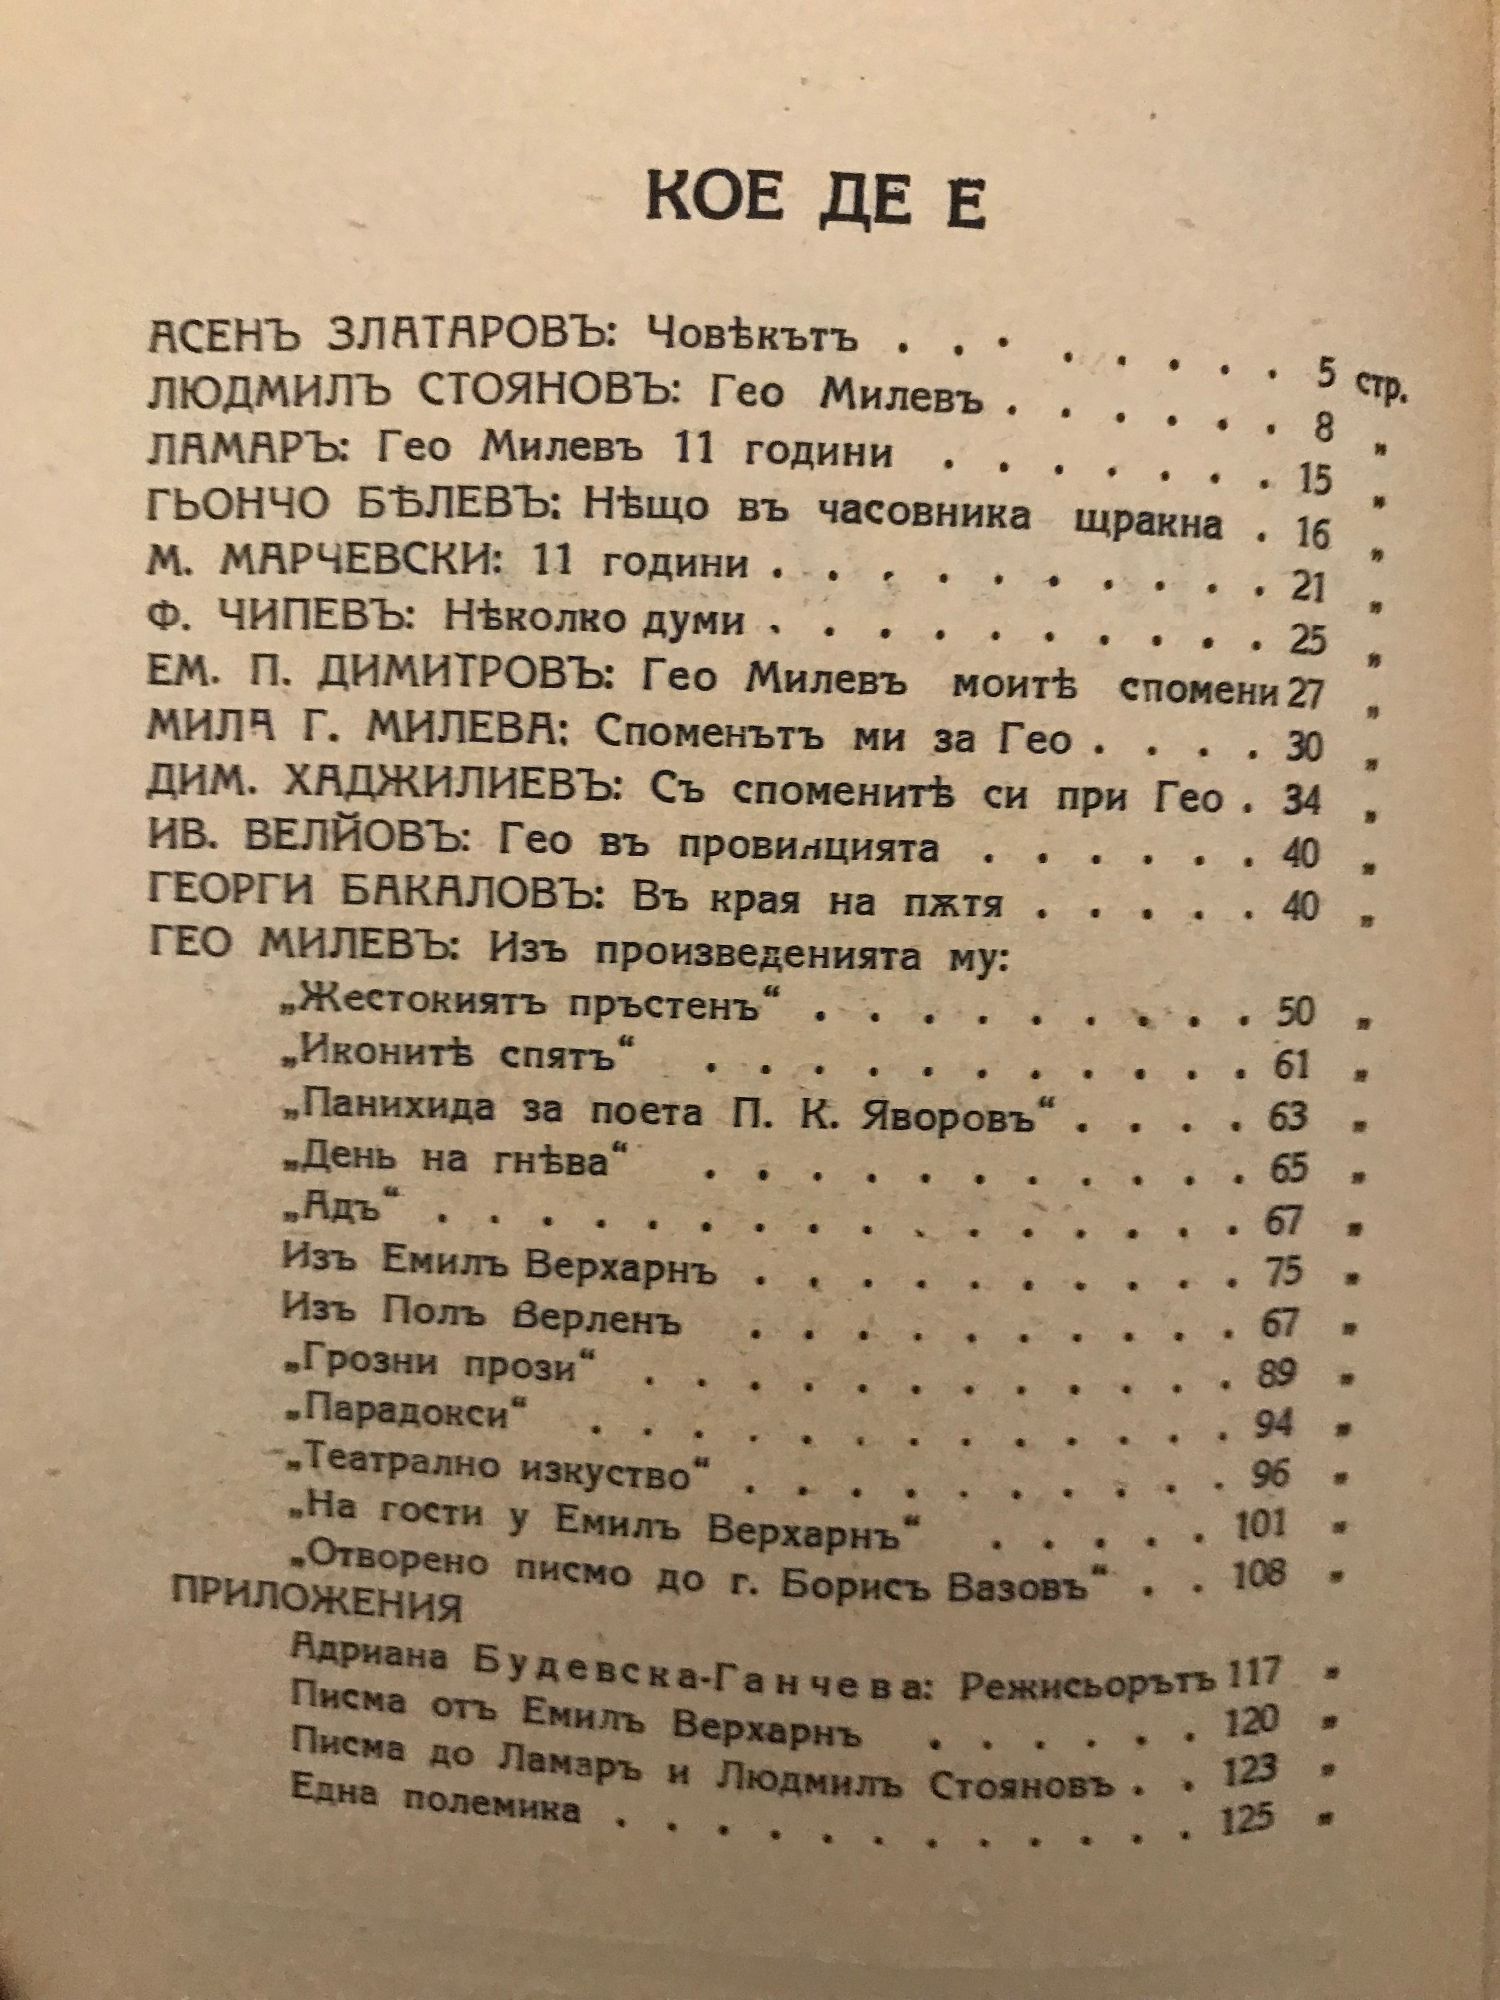 КОЕ ДЕ Е
АСЕНЪ ЗЛАТАРОВЪ: Човѣкътъ . . . . . . . . 5 стр.
ЛЮДМИЛЪ СТОЯНОВЪ: Гео Милевъ . . . . . . 8 „
ЛАМАРЪ: Гео Милевъ 11 години . . . . . . . 15 „
ГЬОНЧО БѢЛЕВЪ: Нѣщо въ часовника щракна . 16 „
М. МАРЧЕВСКИ: 11 години . . . . . . . . . . 21 „
Ф. ЧИПЕВЪ: Нѣколко думи . . . . . . . . . . 25 „
ЕМ. П. ДИМИТРОВЪ: Гео Милевъ моитѣ спомени 27 „
МИЛА Г. МИЛЕВА: Споменътъ ми за Гео . . . . 30 „
ДИМ. ХАДЖИЛИЕВЪ: Съ споменитѣ си при Гео . 34 „
ИВ. ВЕЛЙОВЪ: Гео въ провинцията . . . . . . 40 „
ГЕОРГИ БАКАЛОВЪ: Въ края на пѫтя . . . . . 40 „
ГЕО МИЛЕВЪ: Изъ произведенията му:
„Жестокиятъ пръстенъ“ . . . . . . . . . 50 „
„Иконитѣ спятъ“ . . . . . . . . . . . 61 „
„Панихида за поета П. К. Яворовъ“ . . . . 63 „
„День на гнѣва“ . . . . . . . . . . . 65 „
„Адъ“ . . . . . . . . . . . . . . . . 67 „
Изъ Емилъ Верхарнъ . . . . . . . . . . 75 „
Изъ Полъ Верленъ . . . . . . . . . . 67 „
„Грозни прози“ . . . . . . . . . . . . 89 „
„Парадокси“ . . . . . . . . . . . . . 94 „
„Театрално изкуство“ . . . . . . . . . . 96 „
„На гости у Емилъ Верхарнъ“ . . . . . 101 „
„Отворено писмо до г. Борисъ Вазовъ“ . . 108 „
ПРИЛОЖЕНИЯ
Адриана Будевска-Ганчева: Режисьорътъ 117 „
Писма отъ Емилъ Верхарнъ . . . . . . 120 „
Писма до Ламаръ и Людмилъ Стояновъ . . 123 „
Една полемика . . . . . . . . . . . . 125 „